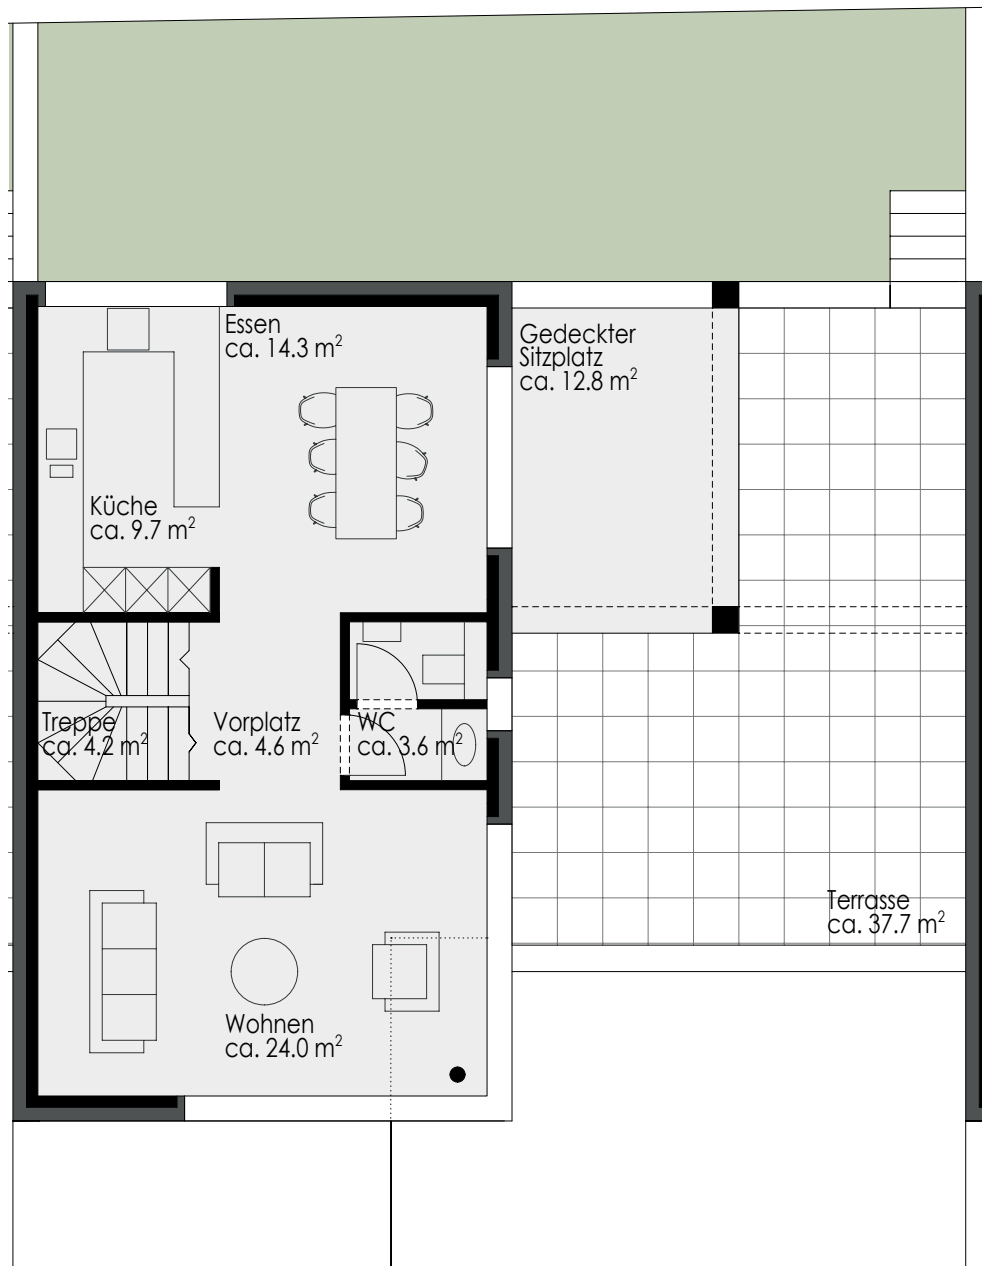 Essen
ca. 14.3 m²
Gedeckter
Sitzplatz
ca. 12.8 m²
Küche
ca. 9.7 m²
Treppe
ca. 4.2 m²
Vorplatz
ca. 4.6 m²
WC
ca. 3.6 m²
Terrasse
ca. 37.7 m²
Wohnen
ca. 24.0 m²